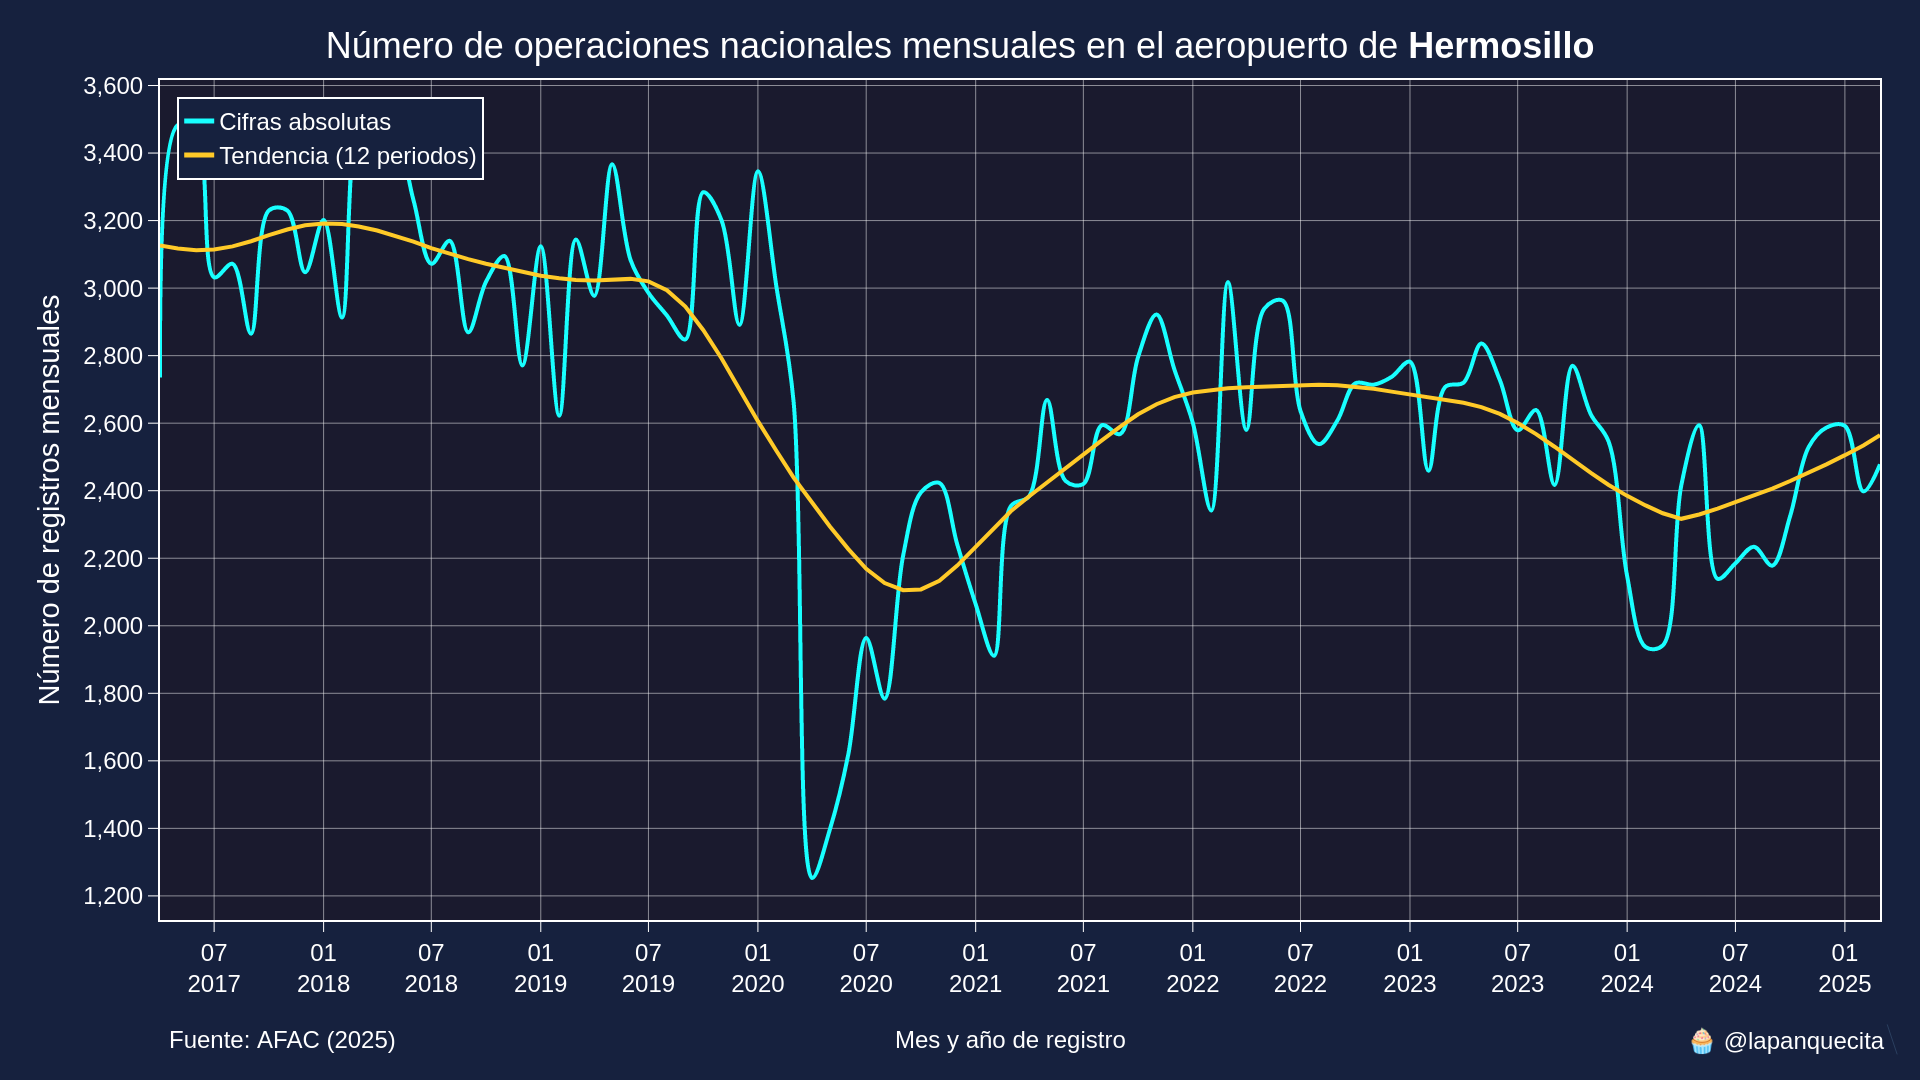 Número de operaciones nacionales mensuales en el aeropuerto de Hermosillo
Número de registros mensuales
3,600
3,400
3,200
3,000
2,800
2,600
2,400
2,200
2,000
1,800
1,600
1,400
1,200
Cifras absolutas
Tendencia (12 periodos)
07 01 07 01 07 01 07 01 07 01 07 01 07 01 07 01
2017 2018 2018 2019 2019 2020 2020 2021 2021 2022 2022 2023 2023 2024 2024 2025
Fuente: AFAC (2025)
Mes y año de registro
🧁 @lapanquecita